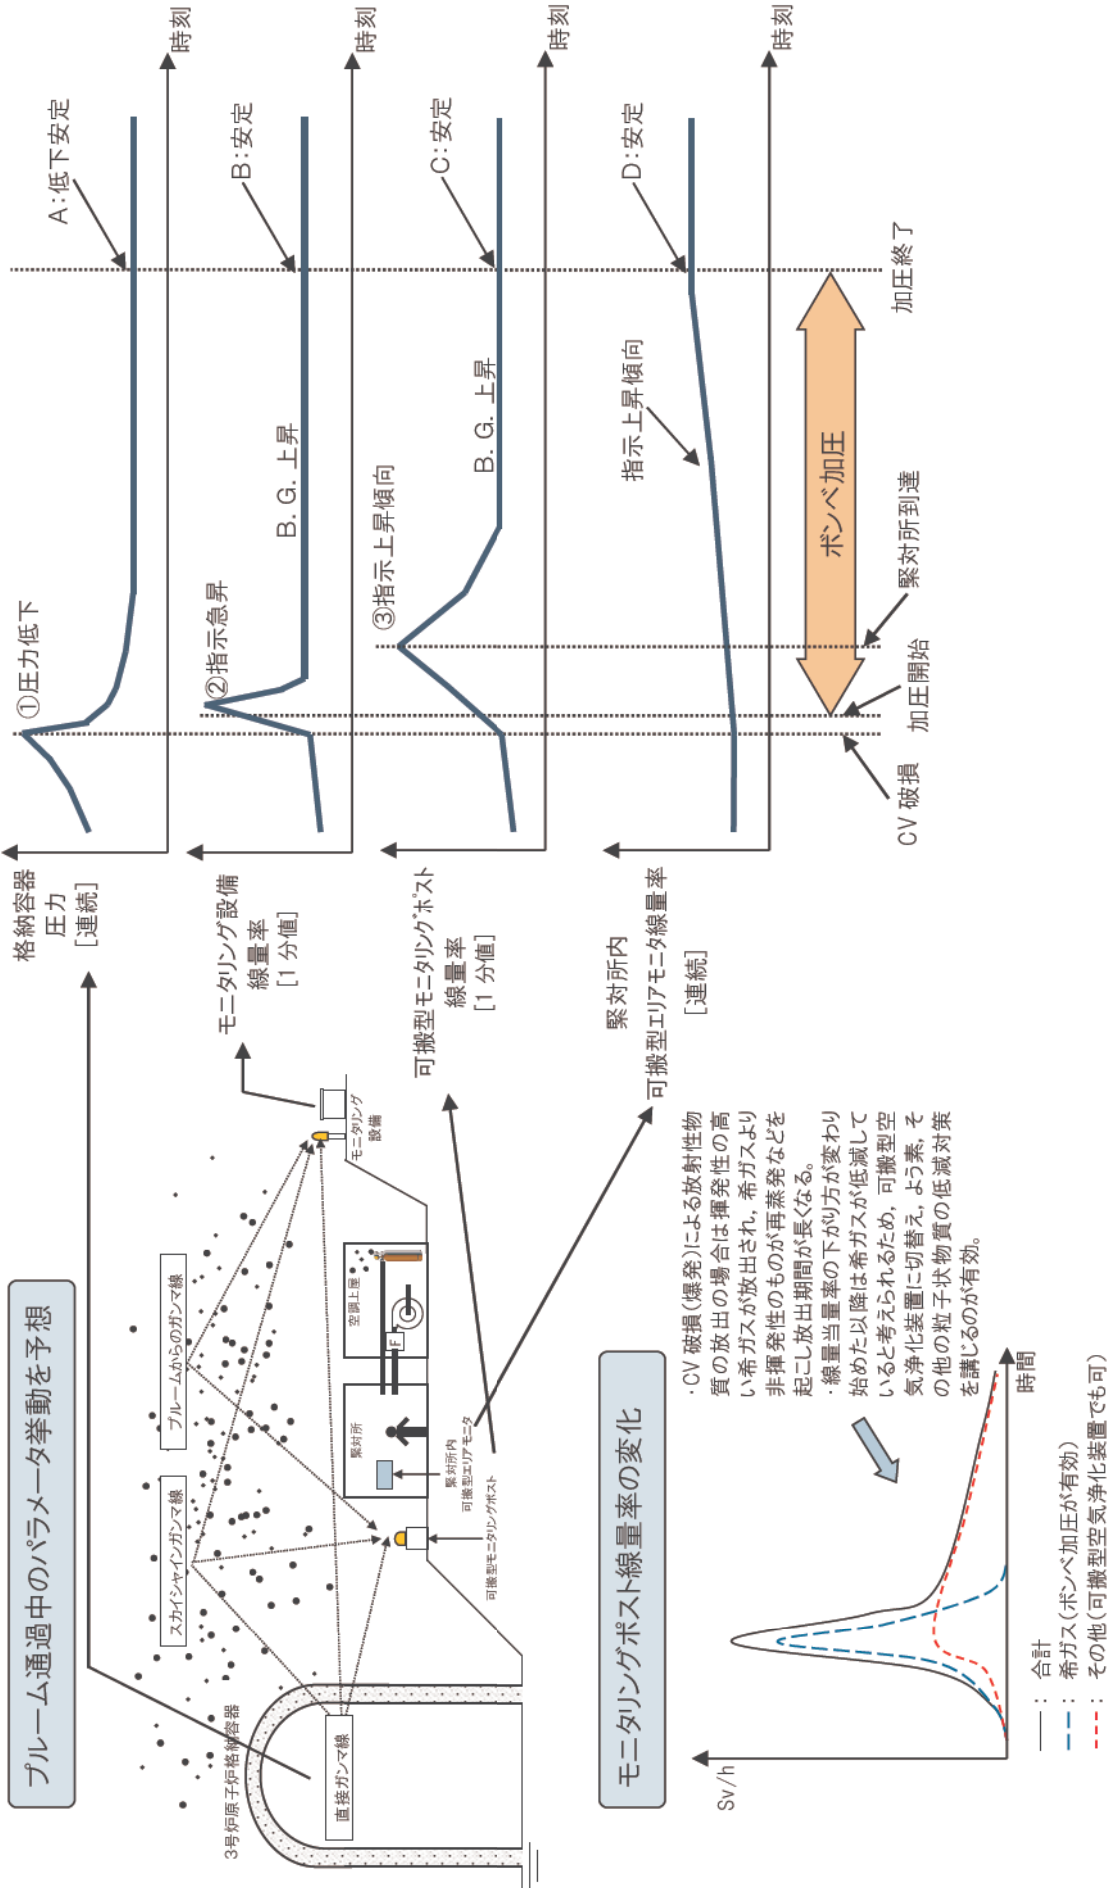 プルーム通過中のパラメータ挙動を予想
3号炉原子炉格納容器
直接ガンマ線
スカイシャインガンマ線
プルームからのガンマ線
緊対所
空調上屋
F
モニタリング
設備
緊対所内
可搬型エリアモニタ
可搬型モニタリングポスト
格納容器
圧力
[連続]
①圧力低下
A:低下安定
時刻
モニタリング設備
線量率
[1 分値]
②指示急昇
B. G. 上昇
B:安定
時刻
可搬型モニタリングポスト
線量率
[1 分値]
③指示上昇傾向
B. G. 上昇
C:安定
時刻
緊対所内
可搬型エリアモニタ線量率
[連続]
指示上昇傾向
D:安定
時刻
ボンベ加圧
CV 破損
加圧開始
緊対所到達
加圧終了
モニタリングポスト線量率の変化
Sv/h
時間
・CV 破損(爆発)による放射性物
質の放出の場合は揮発性の高
い希ガスが放出され,希ガスより
非揮発性のものが再蒸発などを
起こし放出期間が長くなる。
・線量当量率の下がり方が変わり
始めた以降は希ガスが低減して
いると考えられるため,可搬型空
気浄化装置に切替え,よう素,そ
の他の粒子状物質の低減対策
を講じるのが有効。
: 合計
: 希ガス(ボンベ加圧が有効)
: その他(可搬型空気浄化装置でも可)